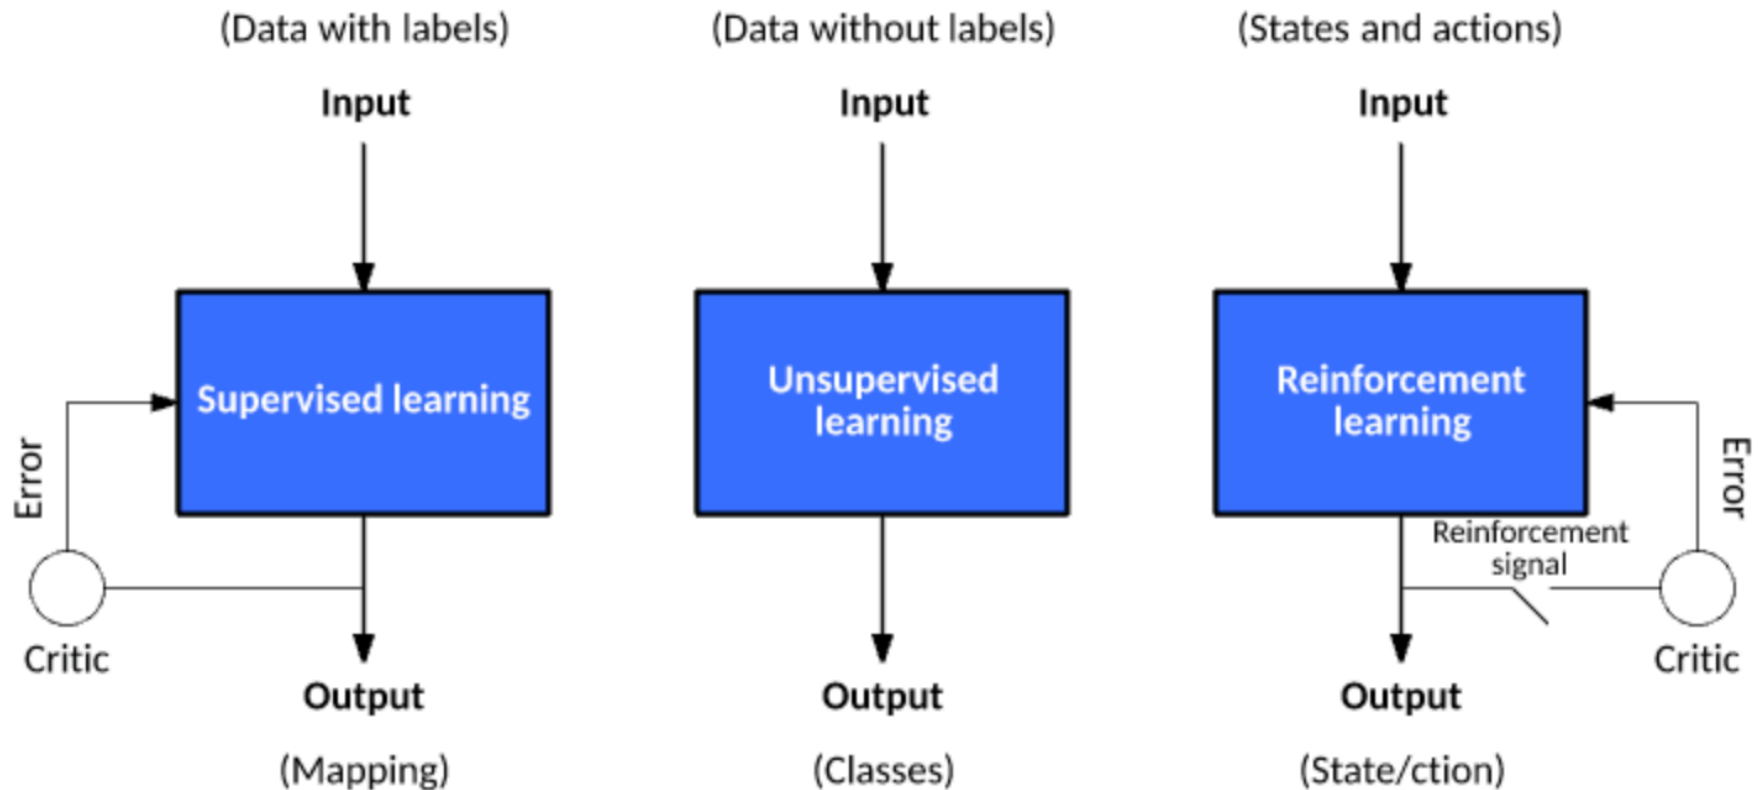 (Data with labels)
Input
Supervised learning
Error
Critic
Output
(Mapping)
(Data without labels)
Input
Unsupervised
learning
Output
(Classes)
(States and actions)
Input
Reinforcement
learning
Error
Reinforcement
signal
Critic
Output
(State/ction)